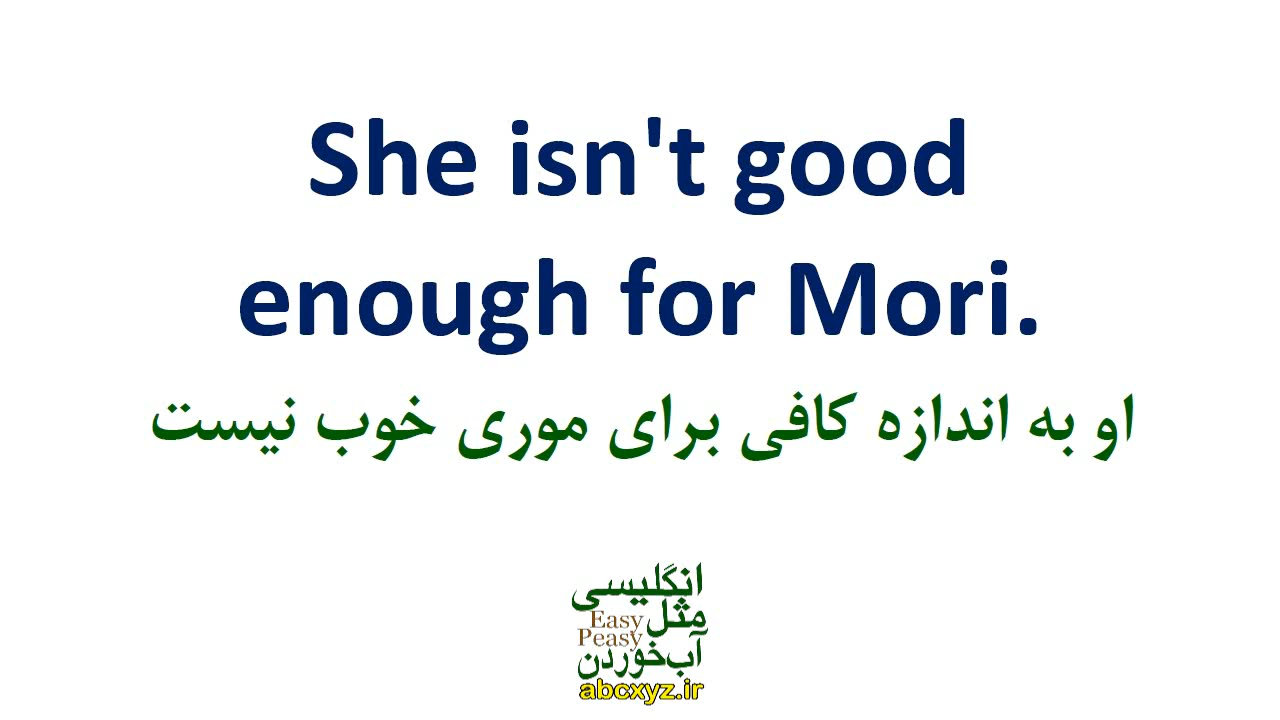 She isn't good
enough for Mori.
او به اندازه کافی برای موری خوب نیست
انگلیسی
مثل
Easy
Peasy
آب‌خوردن
abcxyz.ir